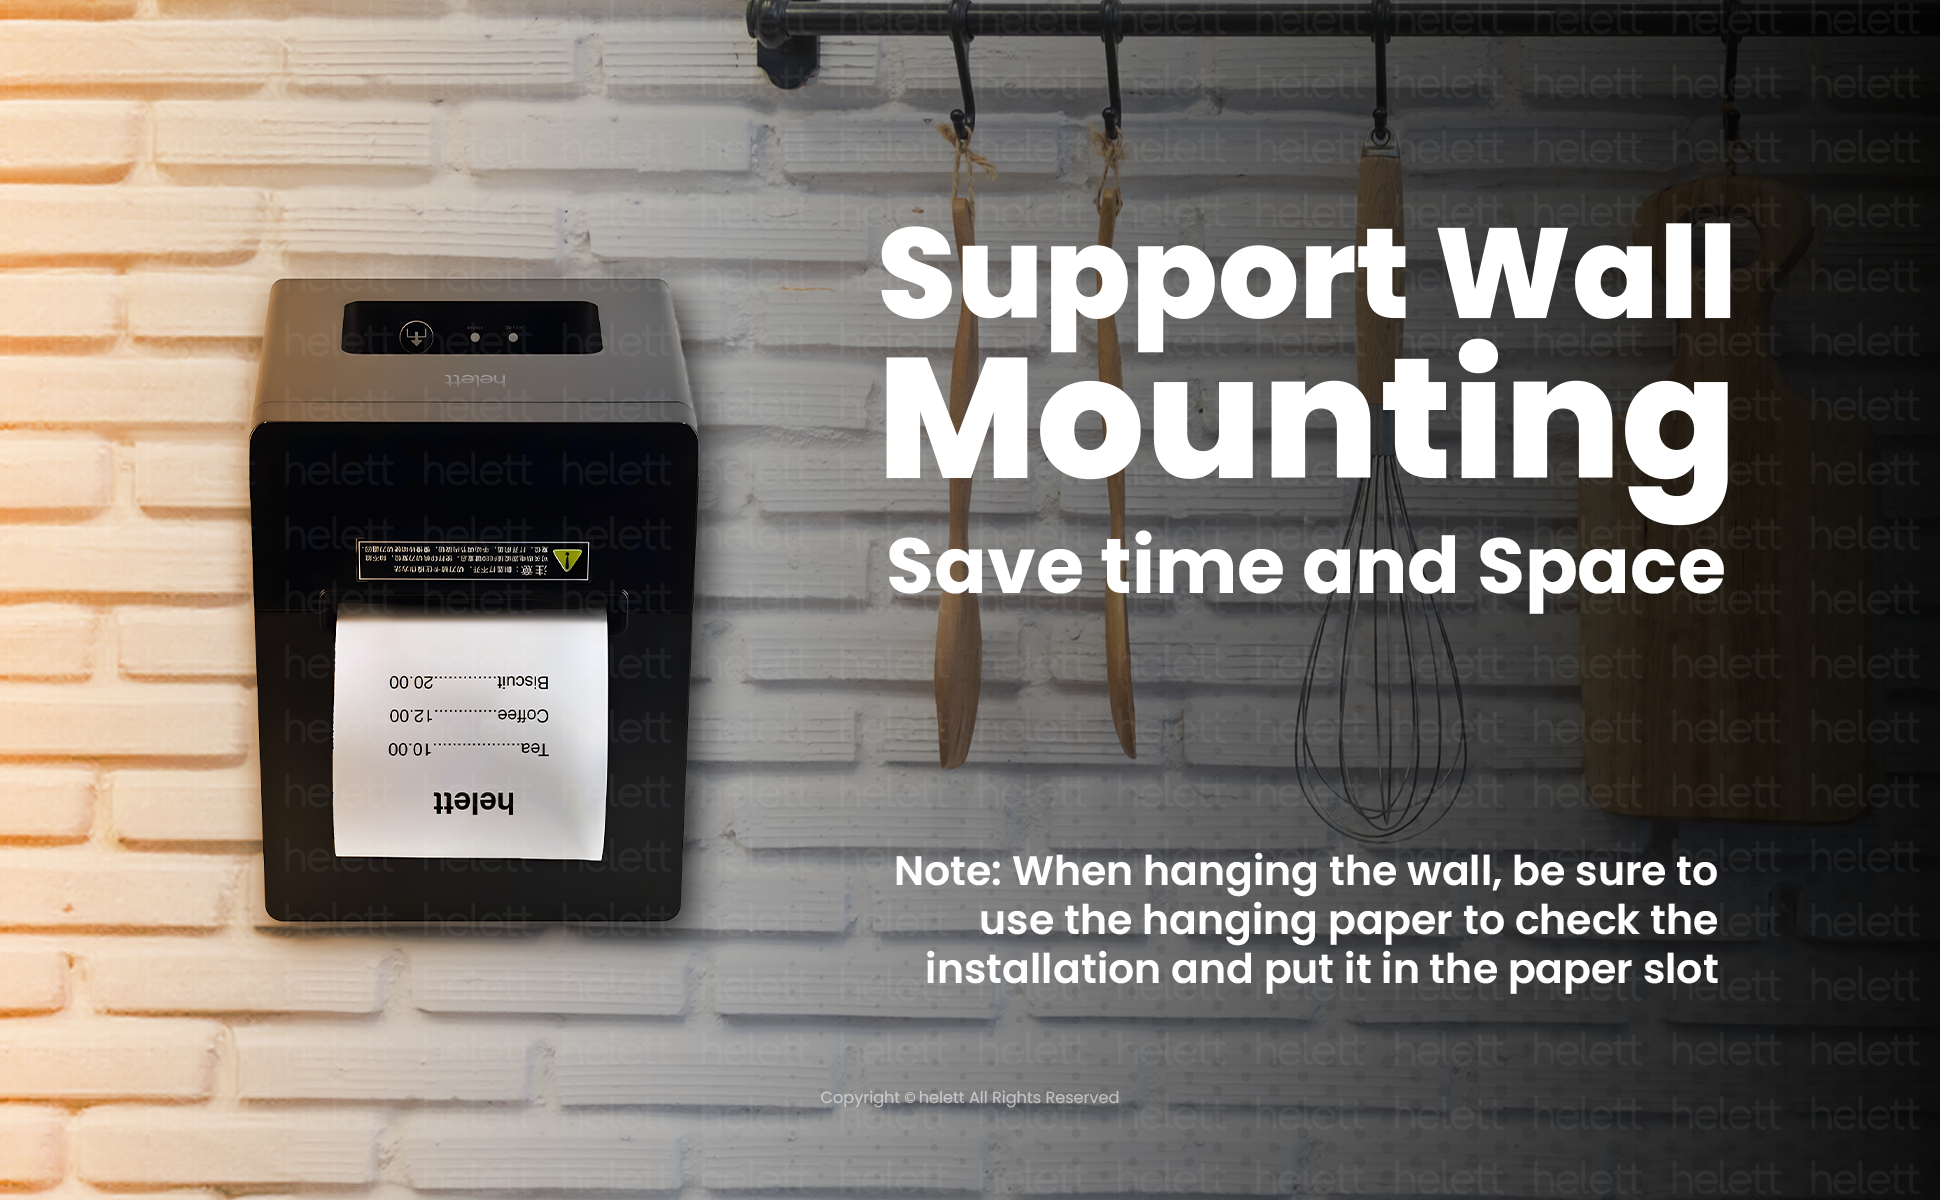 Support Wall
Mounting
Save time and Space
helett
Biscuit.............20.00
Coffee.............12.00
Tea...................10.00
helett
Note: When hanging the wall, be sure to
use the hanging paper to check the
installation and put it in the paper slot
Copyright © helett All Rights Reserved